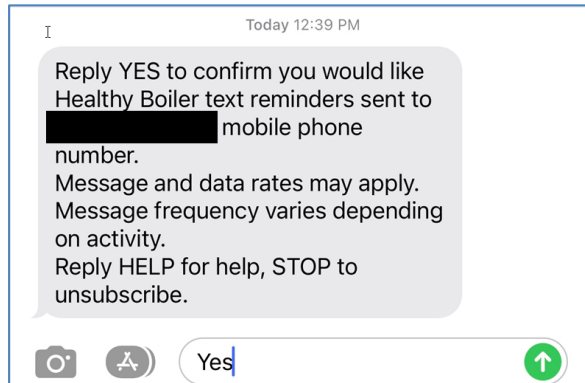 Today 12:39 PM
Reply YES to confirm you would like
Healthy Boiler text reminders sent to
mobile phone
number.
Message and data rates may apply.
Message frequency varies depending
on activity.
Reply HELP for help, STOP to
unsubscribe.
Yes